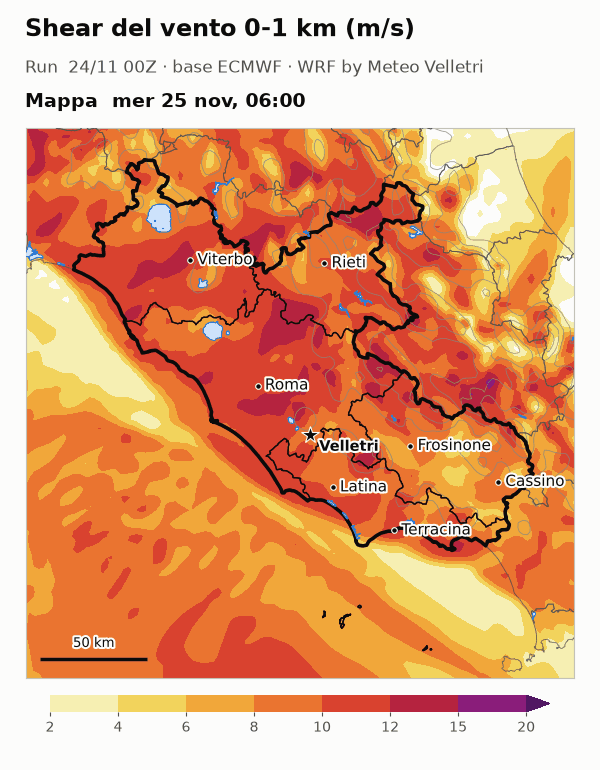 Shear del vento 0-1 km (m/s)
Run  24/11 00Z · base ECMWF · WRF by Meteo Velletri
Mappa  mer 25 nov, 06:00
Viterbo
Rieti
Roma
Velletri
Frosinone
Cassino
Latina
Terracina
50 km
2 4 6 8 10 12 15 20